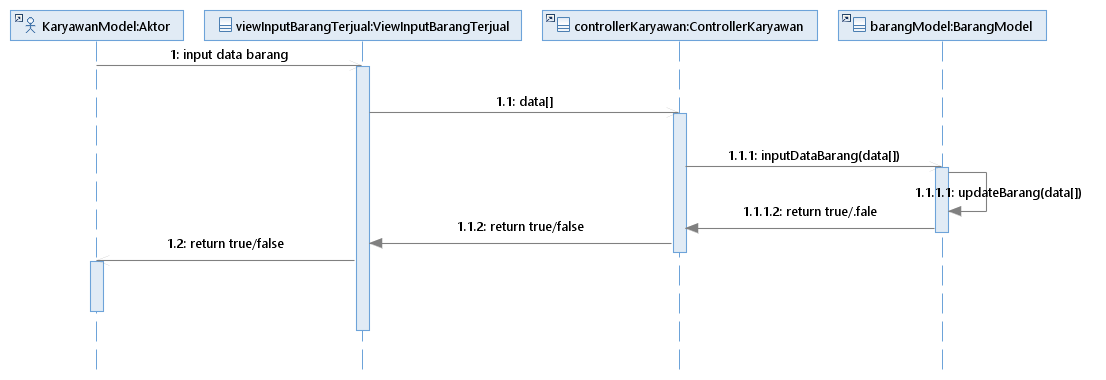 KaryawanModel:Aktor
viewInputBarangTerjual:ViewInputBarangTerjual
controllerKaryawan:ControllerKaryawan
barangModel:BarangModel
1: input data barang
1.1: data[]
1.1.1: inputDataBarang(data[])
1.1.1.1: updateBarang(data[])
1.1.1.2: return true/.fale
1.1.2: return true/false
1.2: return true/false